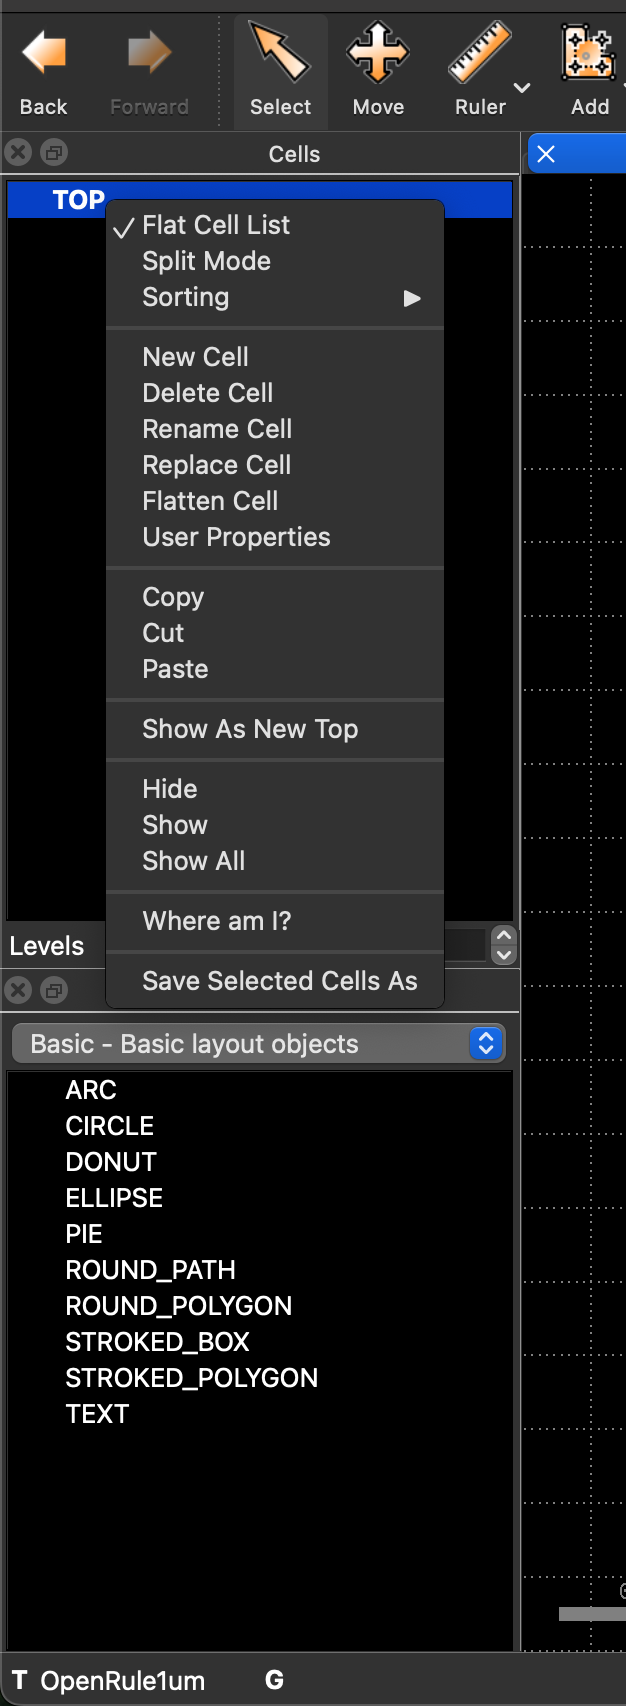 Back Forward Select Move Ruler Add
Cells
TOP
Flat Cell List
Split Mode
Sorting
New Cell
Delete Cell
Rename Cell
Replace Cell
Flatten Cell
User Properties
Copy
Cut
Paste
Show As New Top
Hide
Show
Show All
Where am I?
Levels
Save Selected Cells As
Basic - Basic layout objects
ARC
CIRCLE
DONUT
ELLIPSE
PIE
ROUND_PATH
ROUND_POLYGON
STROKED_BOX
STROKED_POLYGON
TEXT
T OpenRule1um G